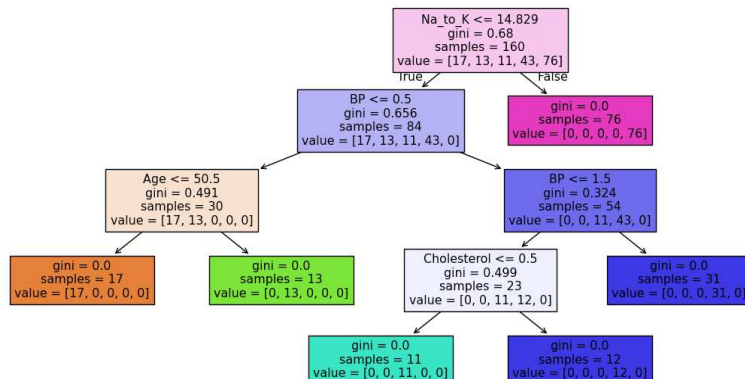 Na_to_K <= 14.829
gini = 0.68
samples = 160
value = [17, 13, 11, 43, 76]
True
False
BP <= 0.5
gini = 0.656
samples = 84
value = [17, 13, 11, 43, 0]
gini = 0.0
samples = 76
value = [0, 0, 0, 0, 76]
Age <= 50.5
gini = 0.491
samples = 30
value = [17, 13, 0, 0, 0]
BP <= 1.5
gini = 0.324
samples = 54
value = [0, 0, 11, 43, 0]
gini = 0.0
samples = 17
value = [17, 0, 0, 0, 0]
gini = 0.0
samples = 13
value = [0, 13, 0, 0, 0]
Cholesterol <= 0.5
gini = 0.499
samples = 23
value = [0, 0, 11, 12, 0]
gini = 0.0
samples = 31
value = [0, 0, 0, 31, 0]
gini = 0.0
samples = 11
value = [0, 0, 11, 0, 0]
gini = 0.0
samples = 12
value = [0, 0, 0, 12, 0]